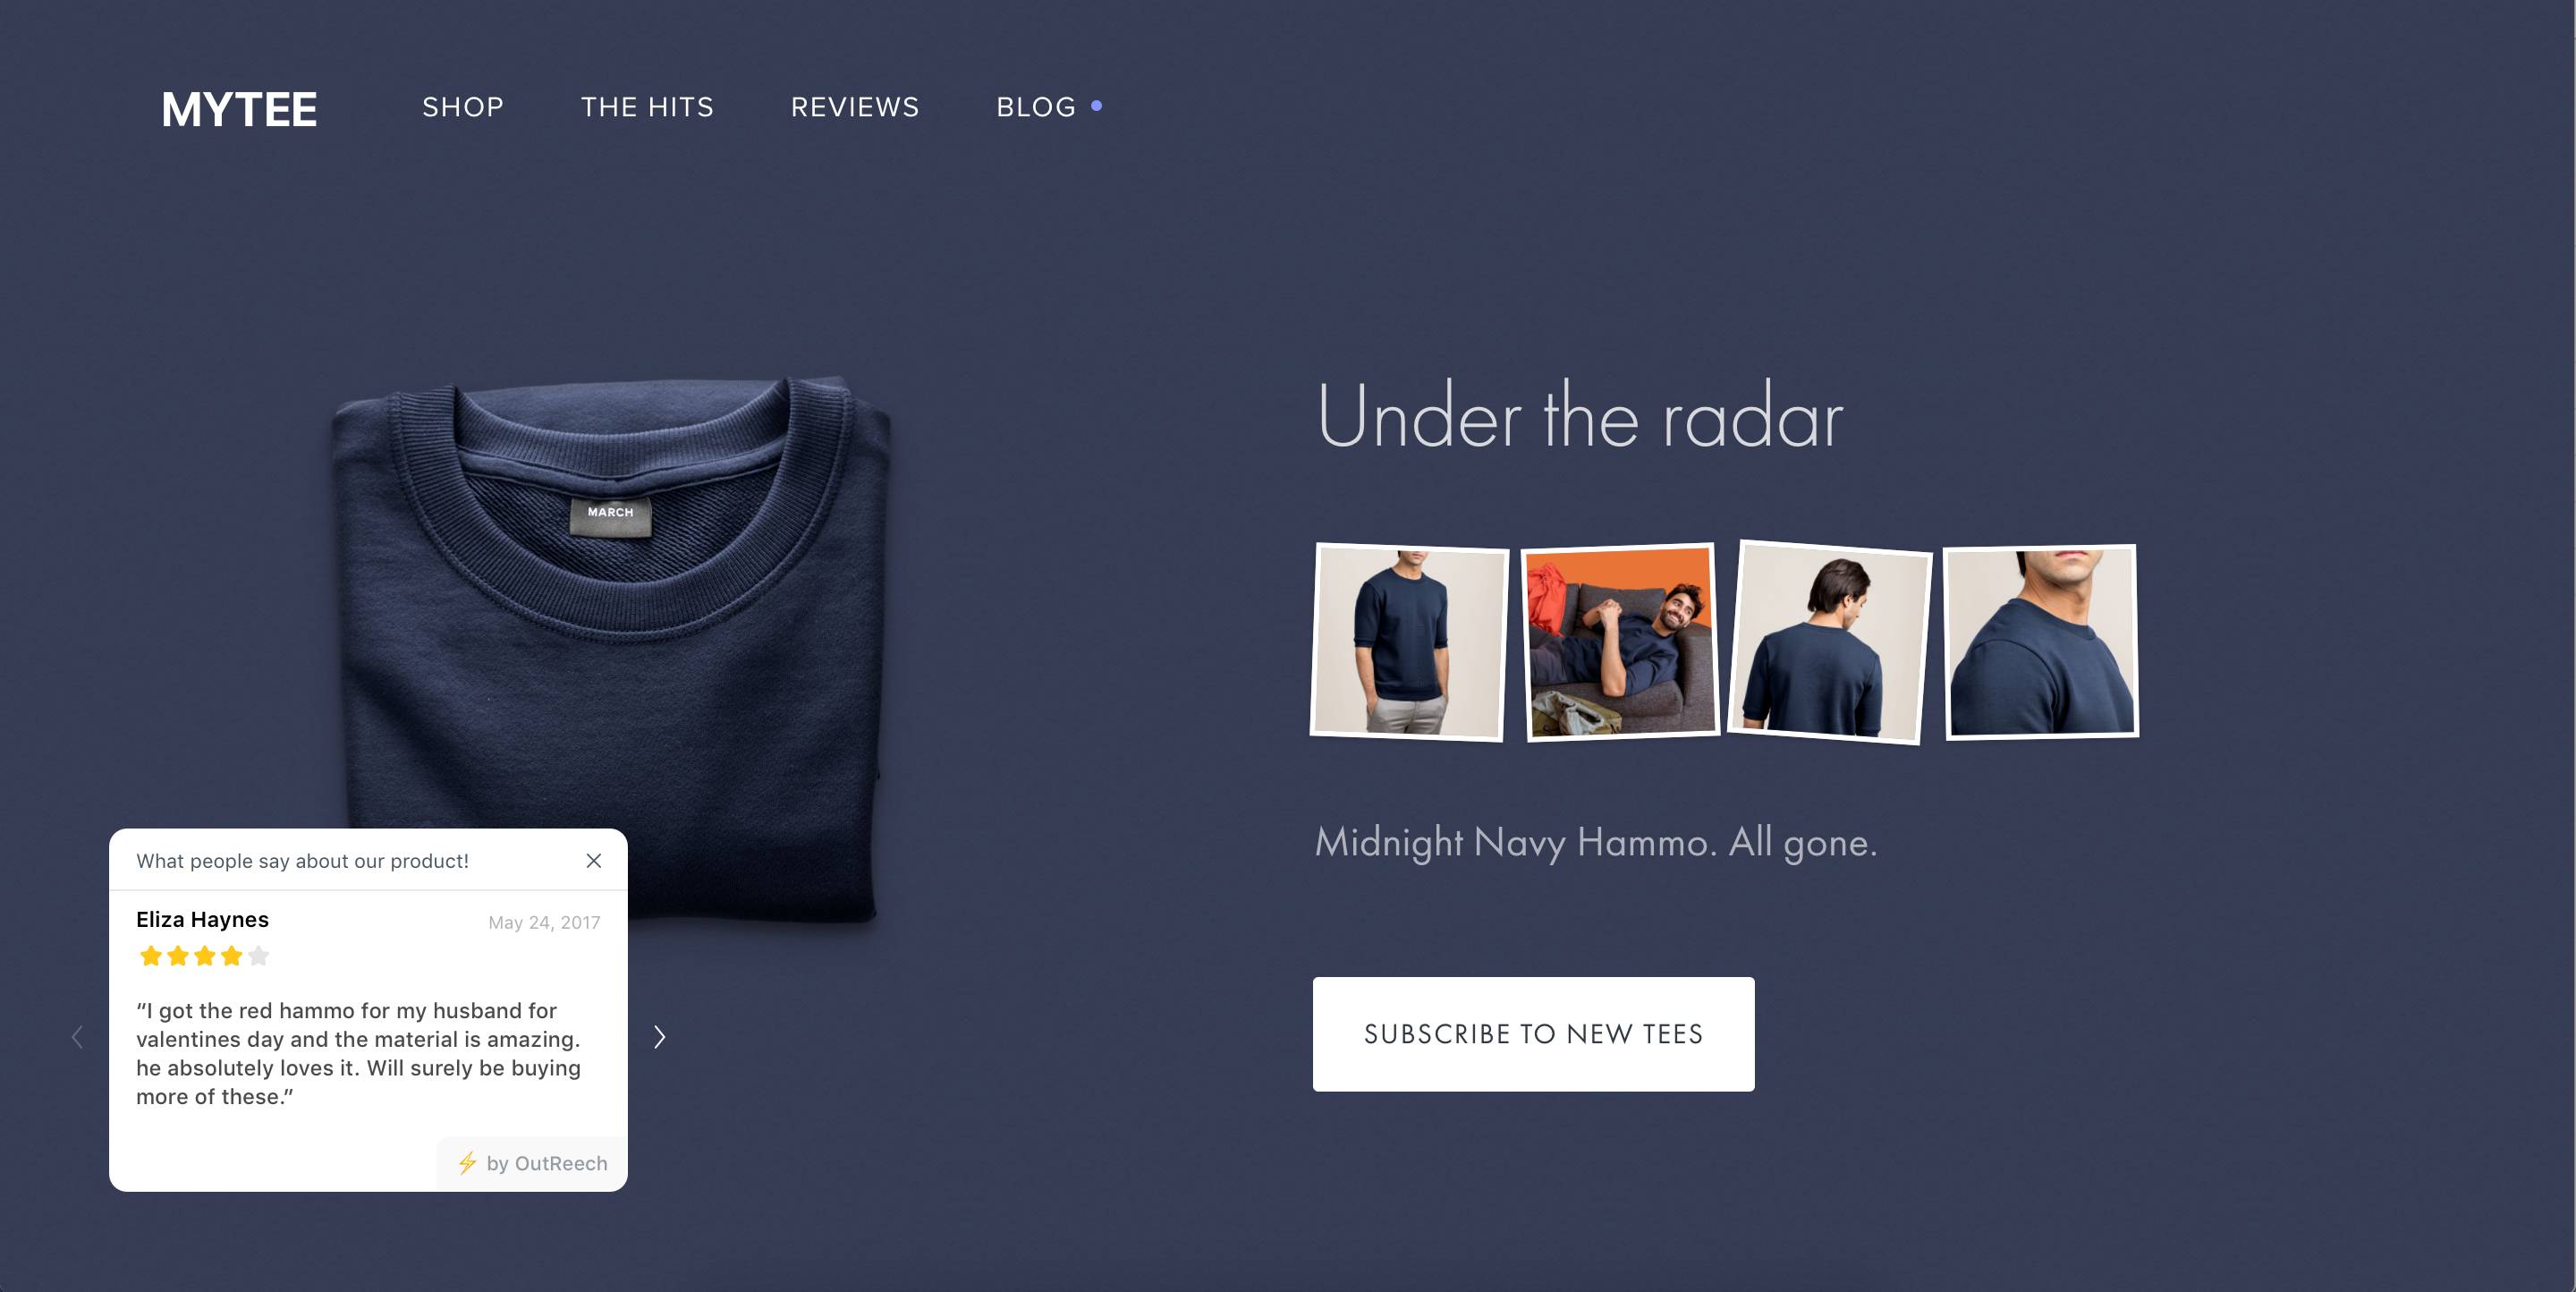 MYTEE
SHOP
THE HITS
REVIEWS
BLOG
MARCH
Under the radar
Midnight Navy Hammo. All gone.
SUBSCRIBE TO NEW TEES
What people say about our product!
Eliza Haynes
May 24, 2017
“I got the red hammo for my husband for
valentines day and the material is amazing.
he absolutely loves it. Will surely be buying
more of these.”
by OutReech